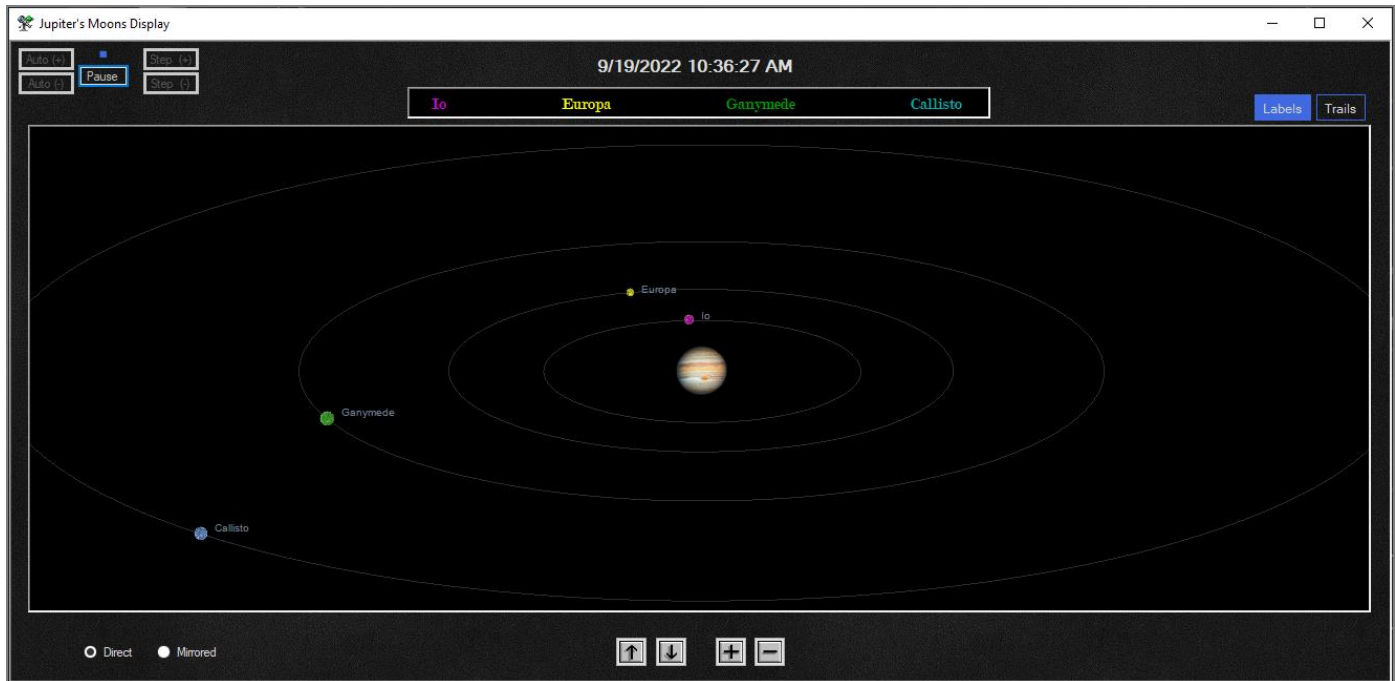 Jupiter's Moons Display
Auto (+)
Step (+)
Pause
Auto (-)
Step (-)
9/19/2022 10:36:27 AM
Io Europa Ganymede Callisto
Labels Trails
Europa
Io
Ganymede
Callisto
Direct Mirrored